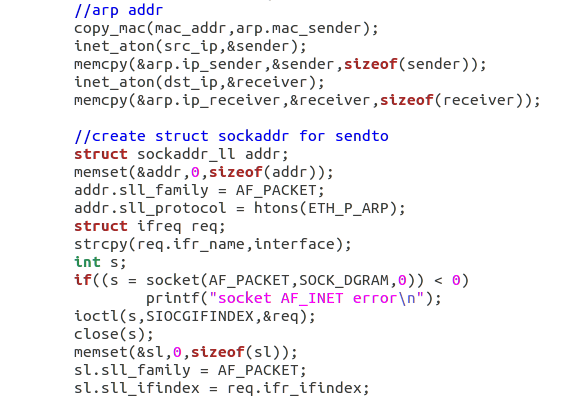 //arp addr
copy_mac(mac_addr,arp.mac_sender);
inet_aton(src_ip,&sender);
memcpy(&arp.ip_sender,&sender,sizeof(sender));
inet_aton(dst_ip,&receiver);
memcpy(&arp.ip_receiver,&receiver,sizeof(receiver));

//create struct sockaddr for sendto
struct sockaddr_ll addr;
memset(&addr,0,sizeof(addr));
addr.sll_family = AF_PACKET;
addr.sll_protocol = htons(ETH_P_ARP);
struct ifreq req;
strcpy(req.ifr_name,interface);
int s;
if((s = socket(AF_PACKET,SOCK_DGRAM,0)) < 0)
        printf("socket AF_INET error\n");
ioctl(s,SIOCGIFINDEX,&req);
close(s);
memset(&sl,0,sizeof(sl));
sl.sll_family = AF_PACKET;
sl.sll_ifindex = req.ifr_ifindex;